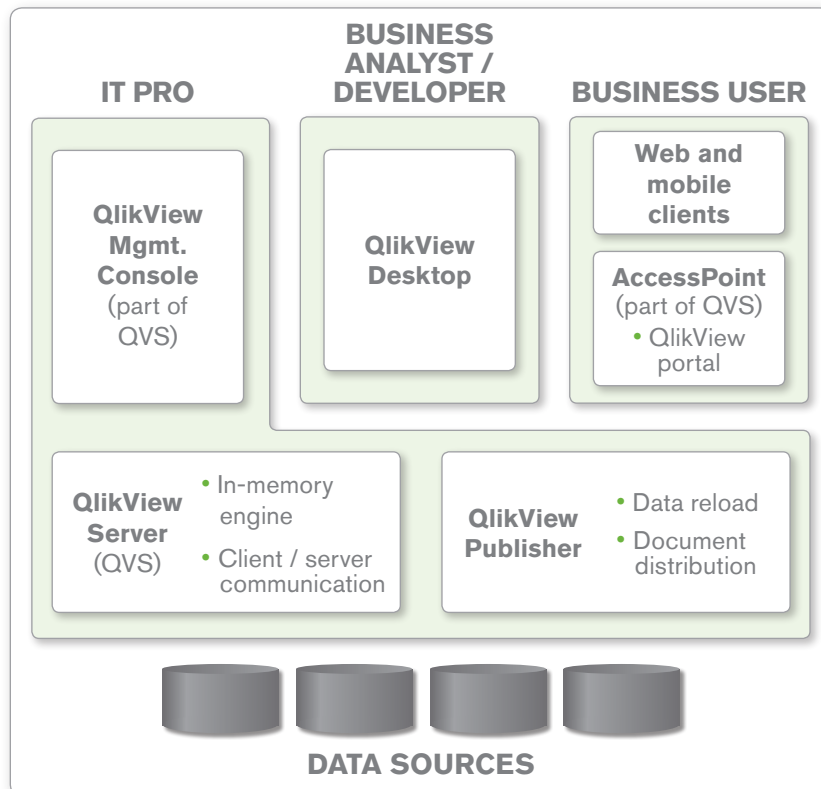 IT PRO
BUSINESS
ANALYST /
DEVELOPER
BUSINESS USER
QlikView
Mgmt.
Console
(part of
QVS)
QlikView
Desktop
Web and
mobile
clients
AccessPoint
(part of QVS)
• QlikView
portal
QlikView
Server
(QVS)
• In-memory
engine
• Client / server
communication
QlikView
Publisher
• Data reload
• Document
distribution
DATA SOURCES